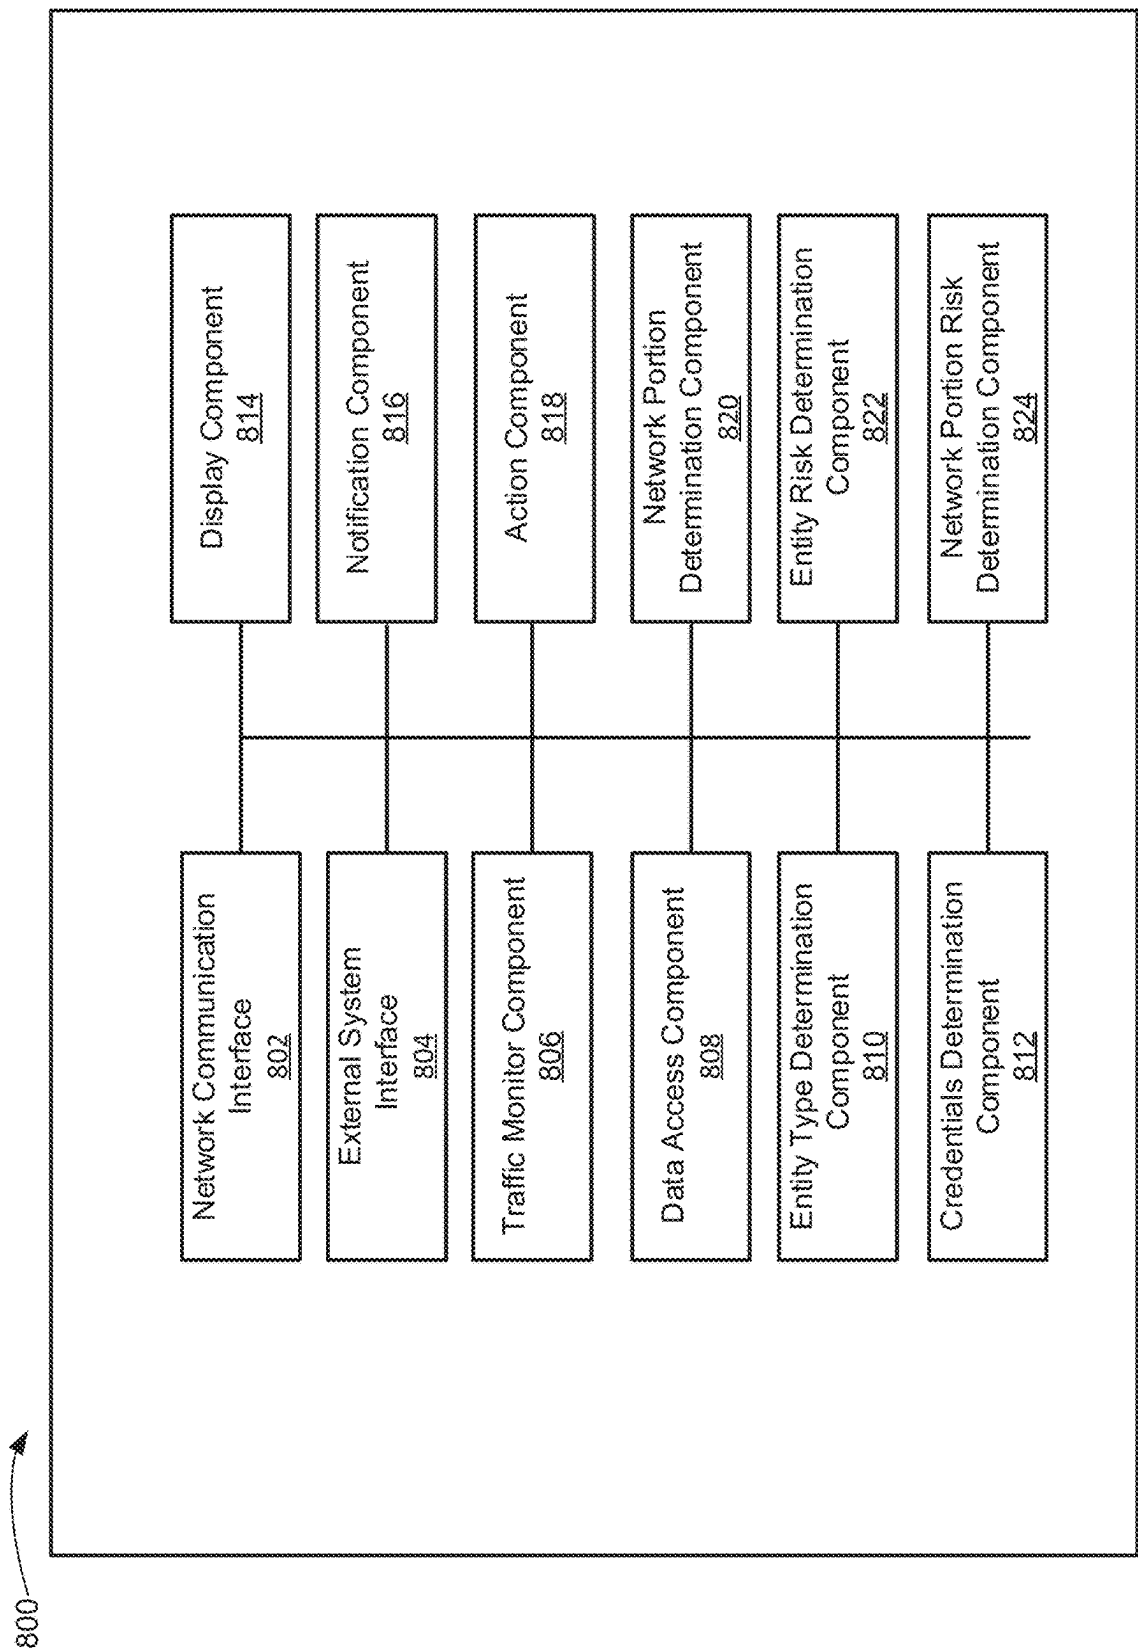 800
Network Communication
Interface
802
External System
Interface
804
Traffic Monitor Component
806
Data Access Component
808
Entity Type Determination
Component
810
Credentials Determination
Component
812
Display Component
814
Notification Component
816
Action Component
818
Network Portion
Determination Component
820
Entity Risk Determination
Component
822
Network Portion Risk
Determination Component
824